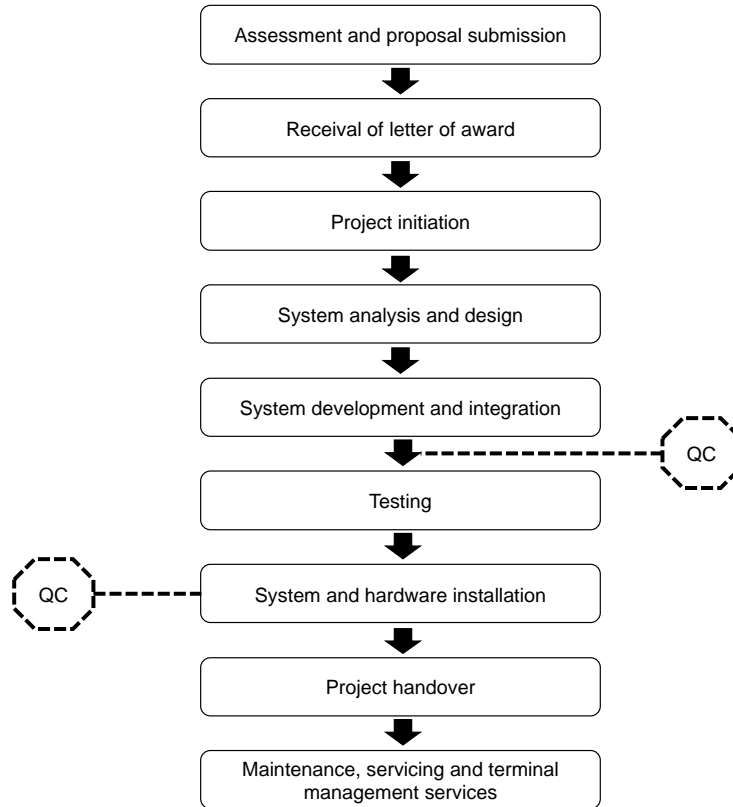 Assessment and proposal submission
Receival of letter of award
Project initiation
System analysis and design
System development and integration
QC
Testing
QC
System and hardware installation
Project handover
Maintenance, servicing and terminal
management services